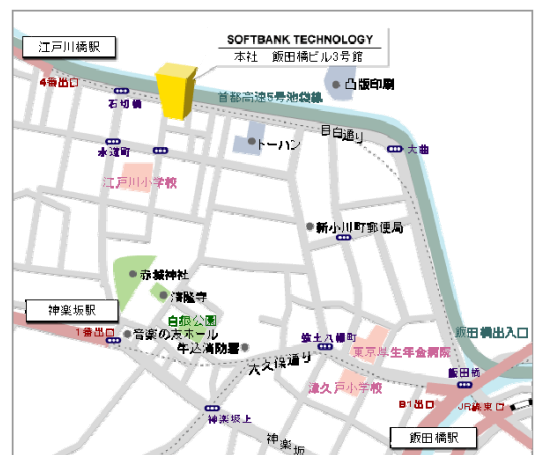 SOFTBANK TECHNOLOGY
本社 飯田橋ビル3号館
江戸川橋駅
4番出口
石切橋
首都高速5号池袋線
凸版印刷
目白通り
水道町
トーハン
大曲
江戸川小学校
新小川町郵便局
赤城神社
清隆寺
神楽坂駅
1番出口
白銀公園
音楽の友ホール
牛込消防署
筑土八幡町
東京厚生年金病院
飯田橋出入口
大久保通り
津久戸小学校
飯田橋
神楽坂上
B1出口
JR東口
神楽坂
飯田橋駅